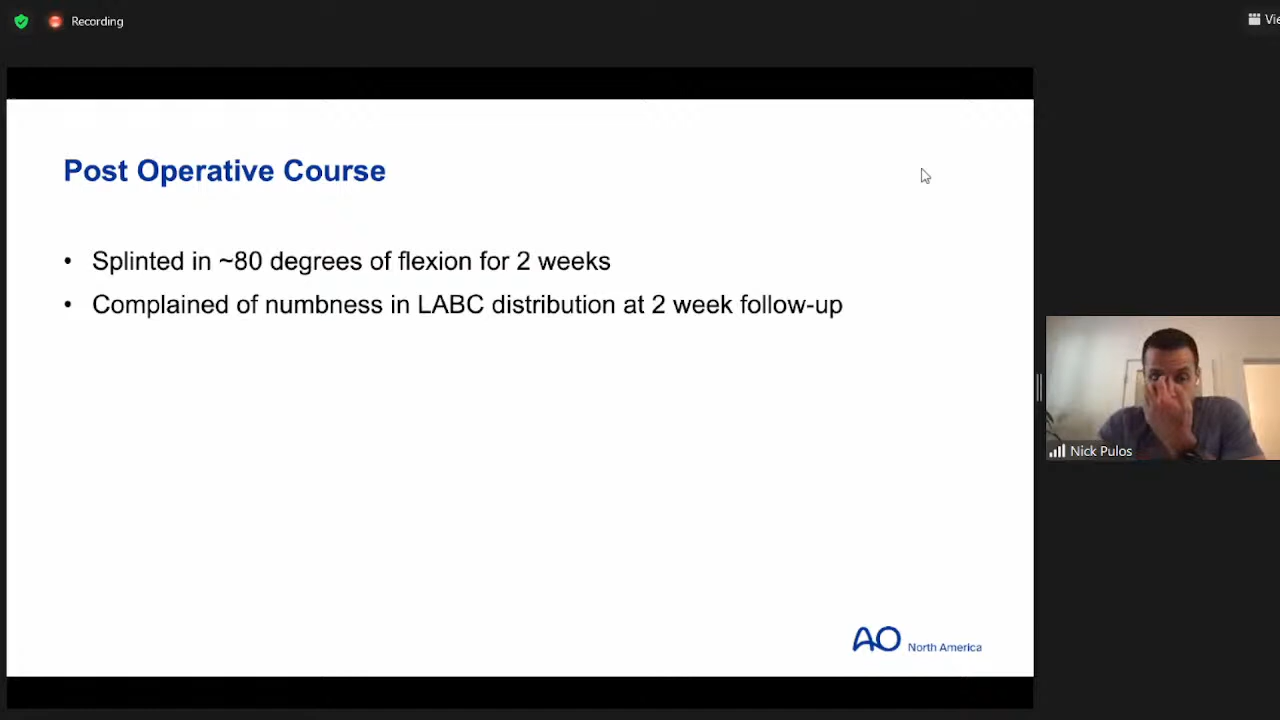 Recording
Vie
Post Operative Course
• Splinted in ~80 degrees of flexion for 2 weeks
• Complained of numbness in LABC distribution at 2 week follow-up
Nick Pulos
AO North America